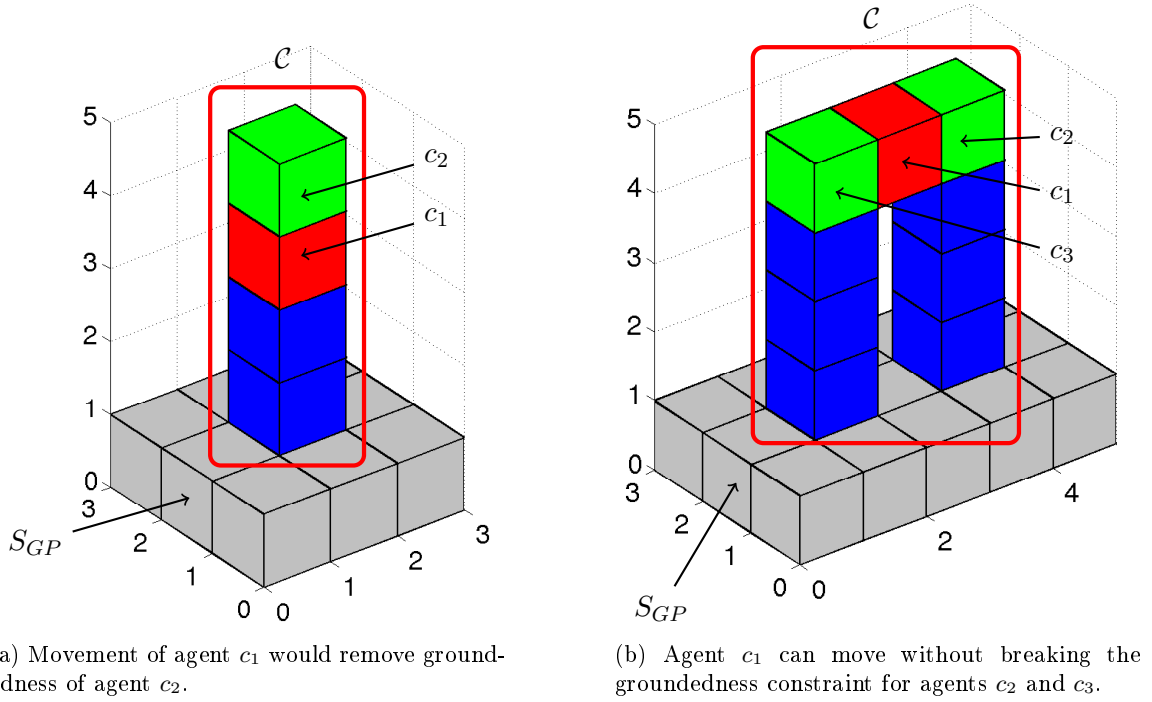 C
C
5
5
c2
c2
4
4
c1
c1
3
c3
3
2
2
1
1
0
0
3
3
4
2
2
3
2
2
SGP
1
1
1
0
0
0
0
SGP
a) Movement of agent c1 would remove ground-
dness of agent c2.
(b) Agent c1 can move without breaking the
groundedness constraint for agents c2 and c3.